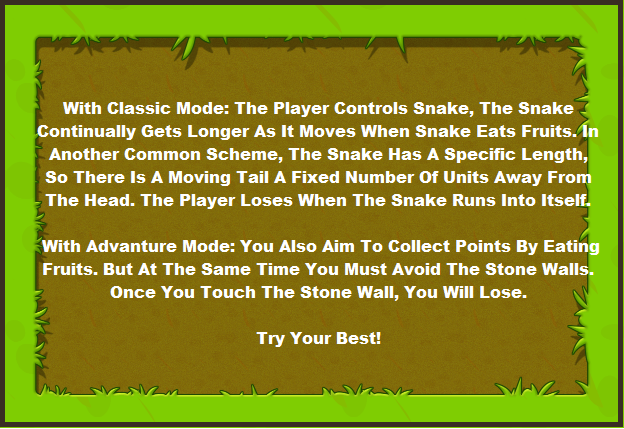 With Classic Mode: The Player Controls Snake, The Snake
Continually Gets Longer As It Moves When Snake Eats Fruits. In
Another Common Scheme, The Snake Has A Specific Length,
So There Is A Moving Tail A Fixed Number Of Units Away From
The Head. The Player Loses When The Snake Runs Into Itself.
With Advanture Mode: You Also Aim To Collect Points By Eating
Fruits. But At The Same Time You Must Avoid The Stone Walls.
Once You Touch The Stone Wall, You Will Lose.
Try Your Best!